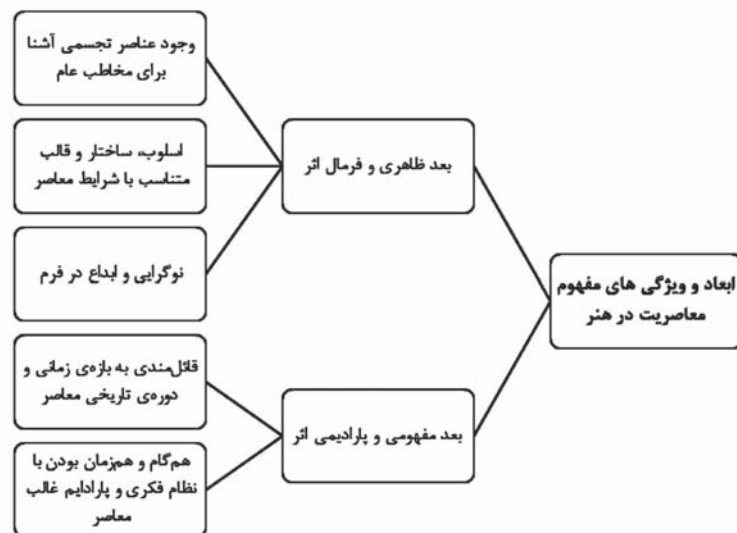 ابعاد و ویژگی های مفهوم
معاصریت در هنر
بعد ظاهری و فرمال اثر
وجود عناصر تجسمی آشنا
برای مخاطب عام
اسلوب، ساختار و قالب
متناسب با شرایط معاصر
نوگرایی و ابداع در فرم
بعد مفهومی و پارادیمی اثر
قائل‌مندی به بازه‌ی زمانی و
دوره‌ی تاریخی معاصر
هم‌گام و هم‌زمان بودن با
نظام فکری و پارادایم غالب
معاصر